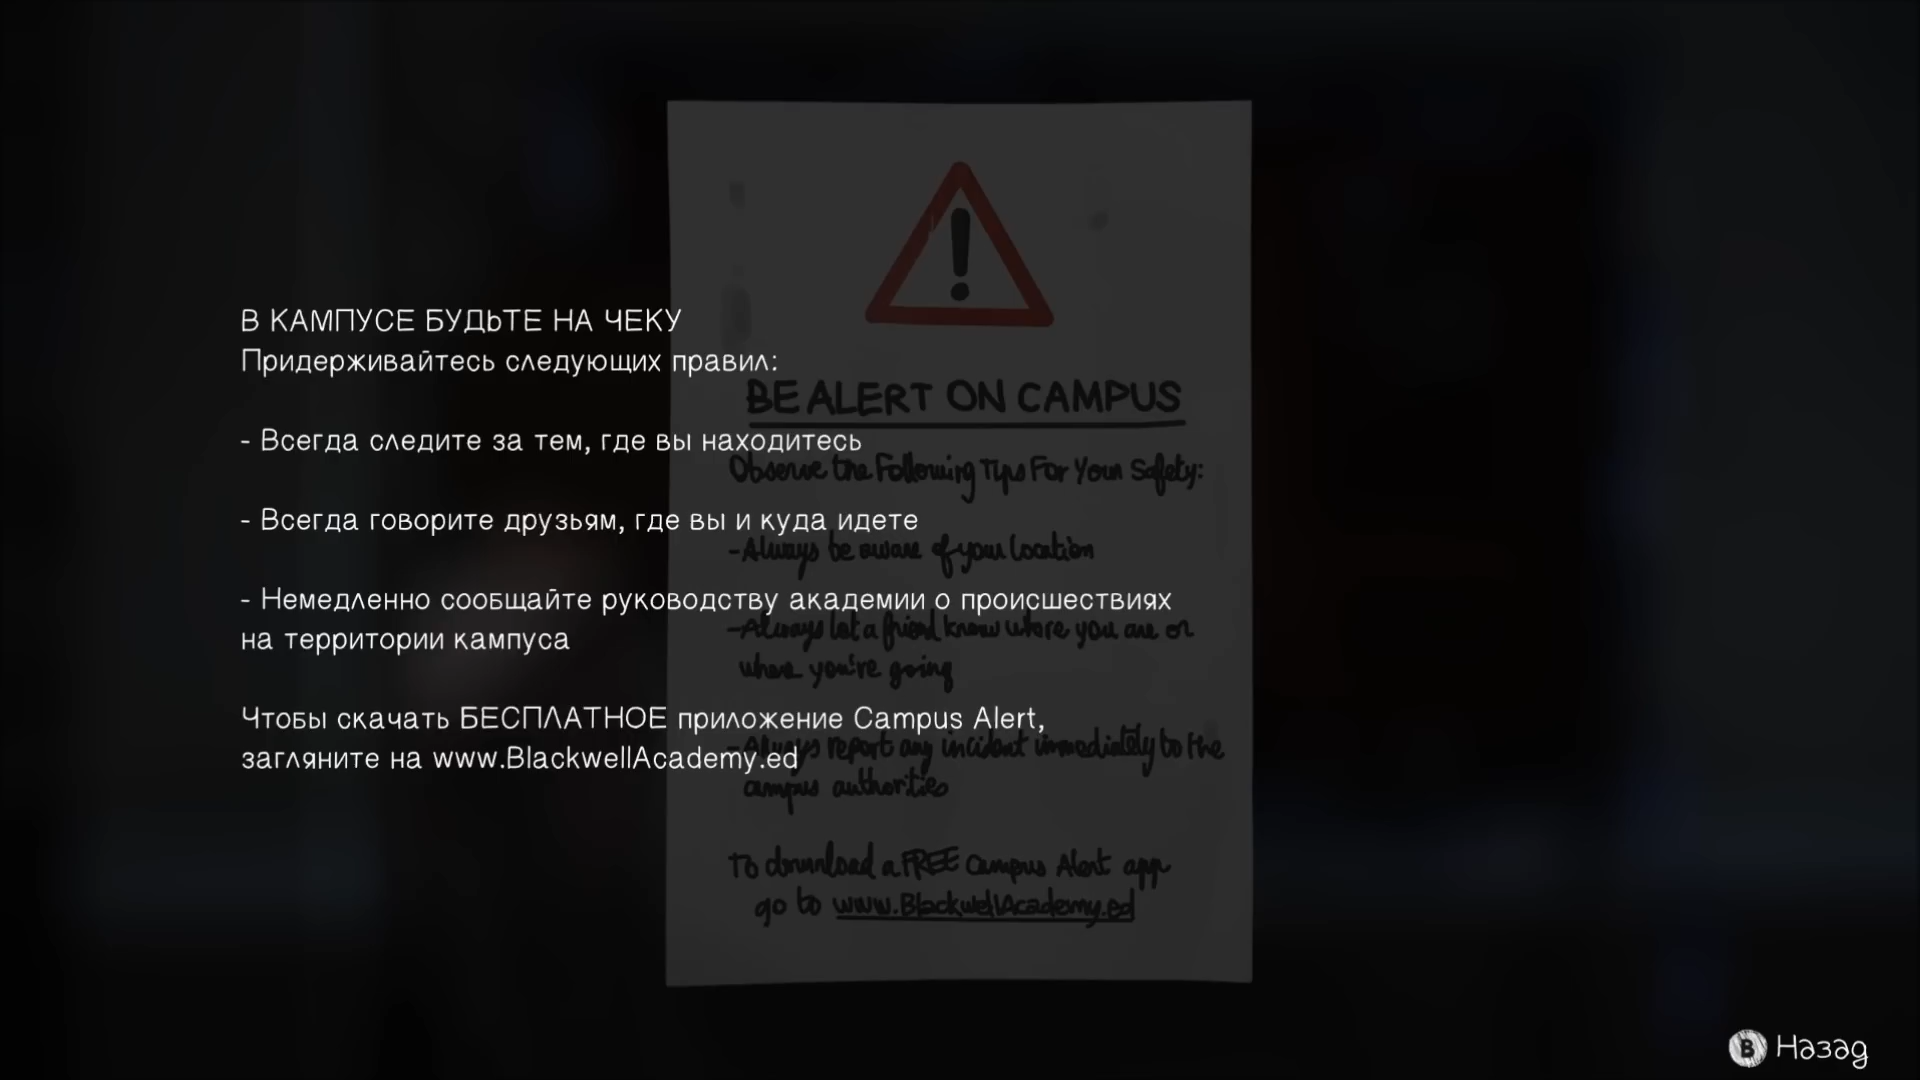 В КАМПУСЕ БУДЬТЕ НА ЧЕКУ
Придерживайтесь следующих правил:
- Всегда следите за тем, где вы находитесь
- Всегда говорите друзьям, где вы и куда идете
- Немедленно сообщайте руководству академии о происшествиях
на территории кампуса
Чтобы скачать БЕСПЛАТНОЕ приложение Campus Alert,
загляните на www.BlackwellAcademy.ed
BE ALERT ON CAMPUS
Observe the Following Tips For Your Safety:
-Always be aware of your location
-Always let a friend know where you are or
where you're going
-Always report any incident immediately to the
campus authorities
To download a FREE Campus Alert app
go to www.BlackwellAcademy.ed
B Назад